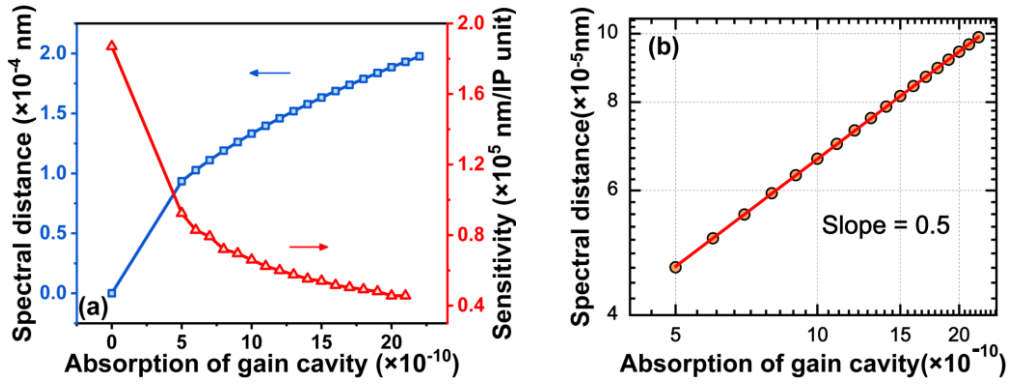 (a)
Spectral distance (×10⁻⁴ nm)
2.0
1.5
1.0
0.5
0.0
0
5
10
15
20
Absorption of gain cavity (×10⁻¹⁰)
2.0
1.6
1.2
0.8
0.4
Sensitivity (×10⁵ nm/IP unit)
(b)
Spectral distance(×10⁻⁵nm)
10
8
6
4
Slope = 0.5
5
10
15
20
Absorption of gain cavity(×10⁻¹⁰)